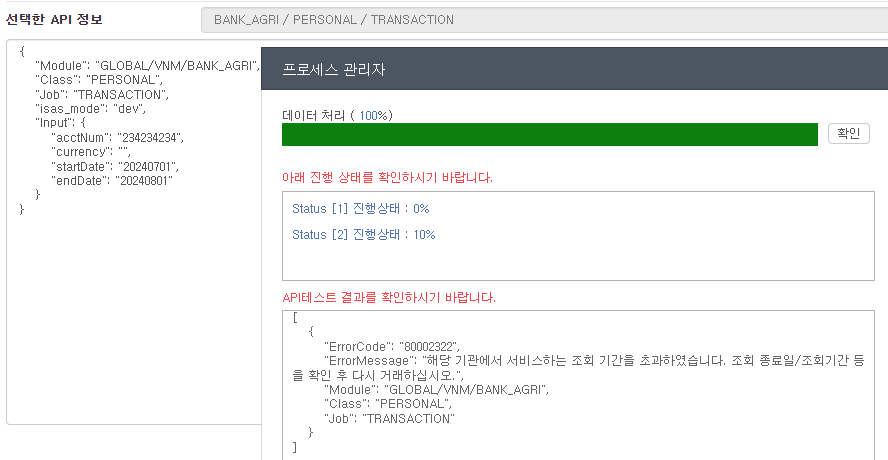 선택한 API 정보
BANK_AGRI / PERSONAL / TRANSACTION
{
"Module": "GLOBAL/VNM/BANK_AGRI",
"Class": "PERSONAL",
"Job": "TRANSACTION",
"isas_mode": "dev",
"Input": {
"acctNum": "234234234",
"currency": "",
"startDate": "20240701",
"endDate": "20240801"
}
}
프로세스 관리자
데이터 처리 ( 100%)
확인
아래 진행 상태를 확인하시기 바랍니다.
Status [1] 진행상태 : 0%
Status [2] 진행상태 : 10%
API테스트 결과를 확인하시기 바랍니다.
[
{
"ErrorCode": "80002322",
"ErrorMessage": "해당 기관에서 서비스하는 조회 기간을 초과하였습니다. 조회 종료일/조회기간 등
을 확인 후 다시 거래하십시오.",
"Module": "GLOBAL/VNM/BANK_AGRI",
"Class": "PERSONAL",
"Job": "TRANSACTION"
}
]